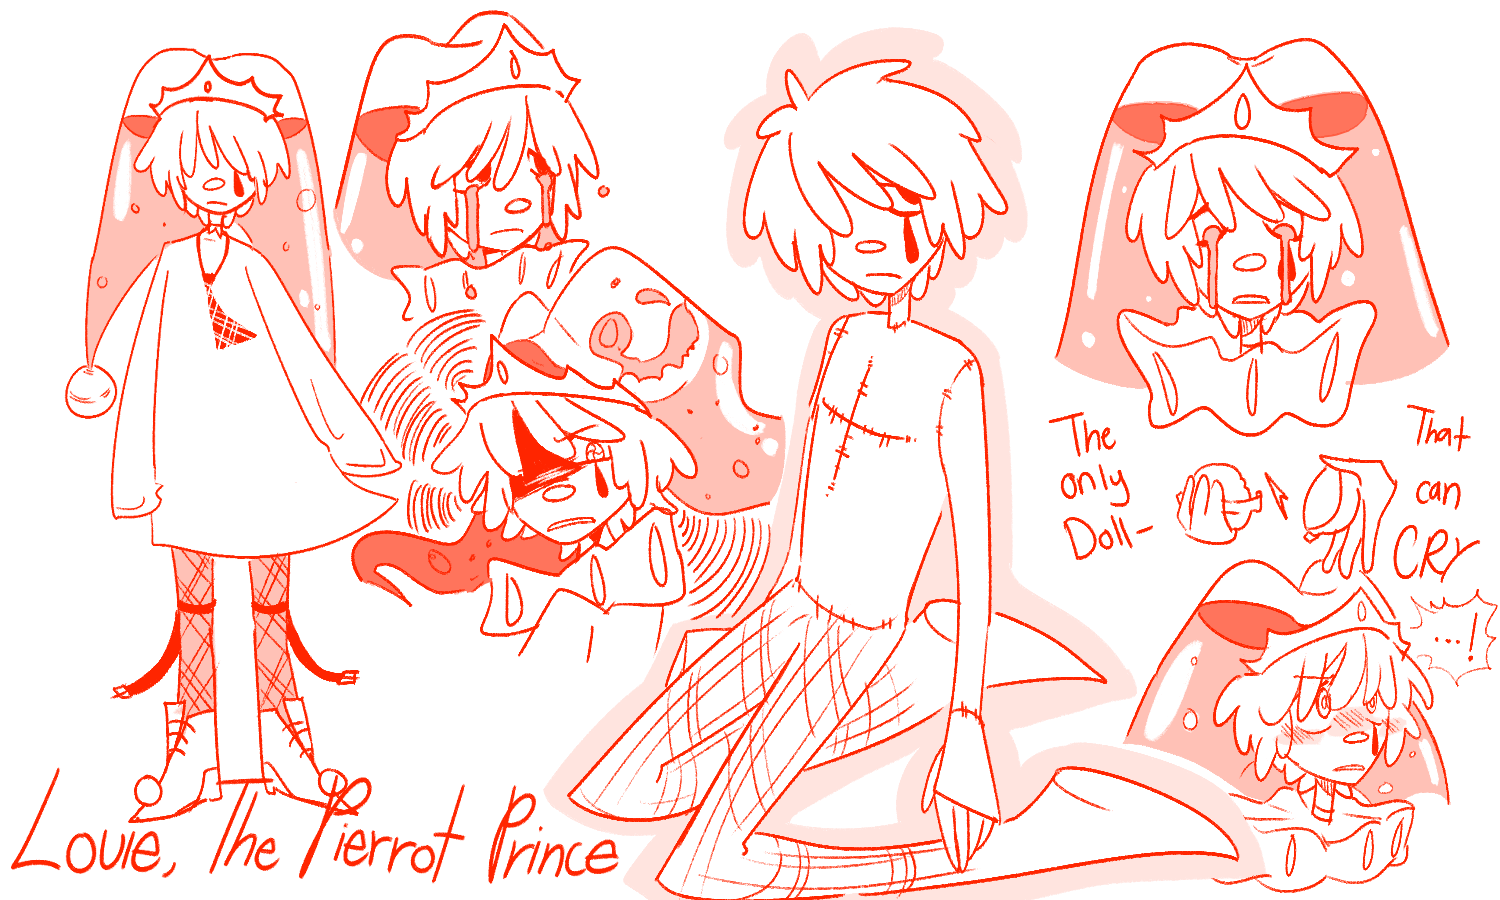 The
only
Doll-
That
can
CRY
...!
Louie, The Pierrot Prince